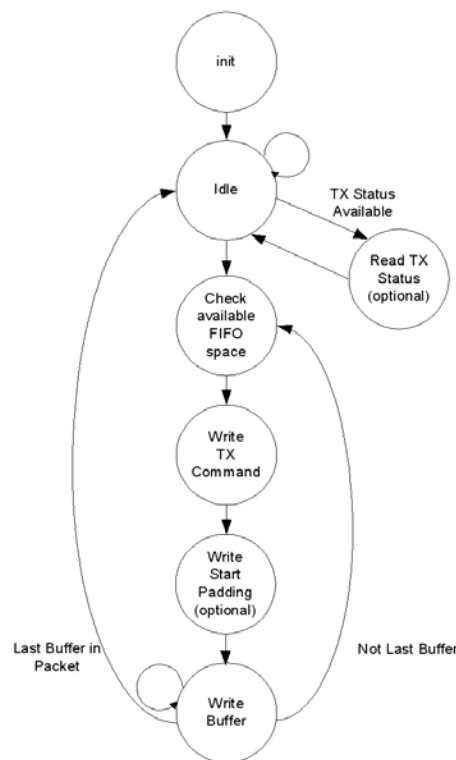 init
Idle
TX Status
Available
Read TX
Status
(optional)
Check
available
FIFO
space
Write
TX
Command
Write
Start
Padding
(optional)
Last Buffer in
Packet
Not Last Buffer
Write
Buffer